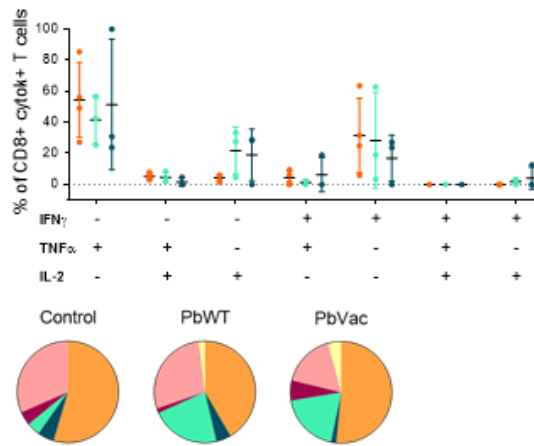 % of CD8+ cytok+ T cells
100
80
60
40
20
0
IFNγ - - - + + + +
TNFα + + - + - + -
IL-2 - + + - - + +
Control PbWT PbVac